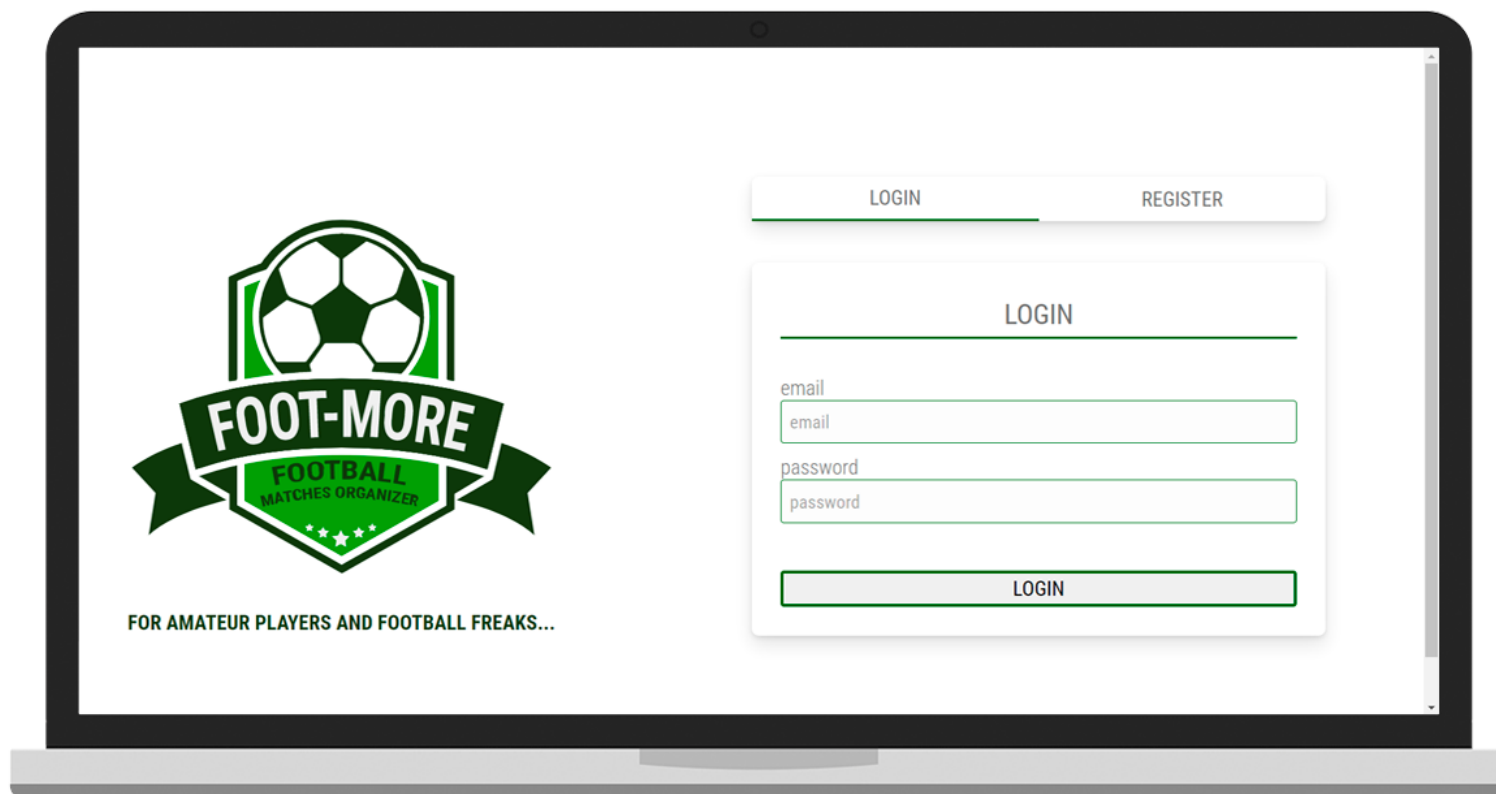 FOOT-MORE
FOOTBALL
MATCHES ORGANIZER
FOR AMATEUR PLAYERS AND FOOTBALL FREAKS...
LOGIN REGISTER
LOGIN
email
email
password
password
LOGIN